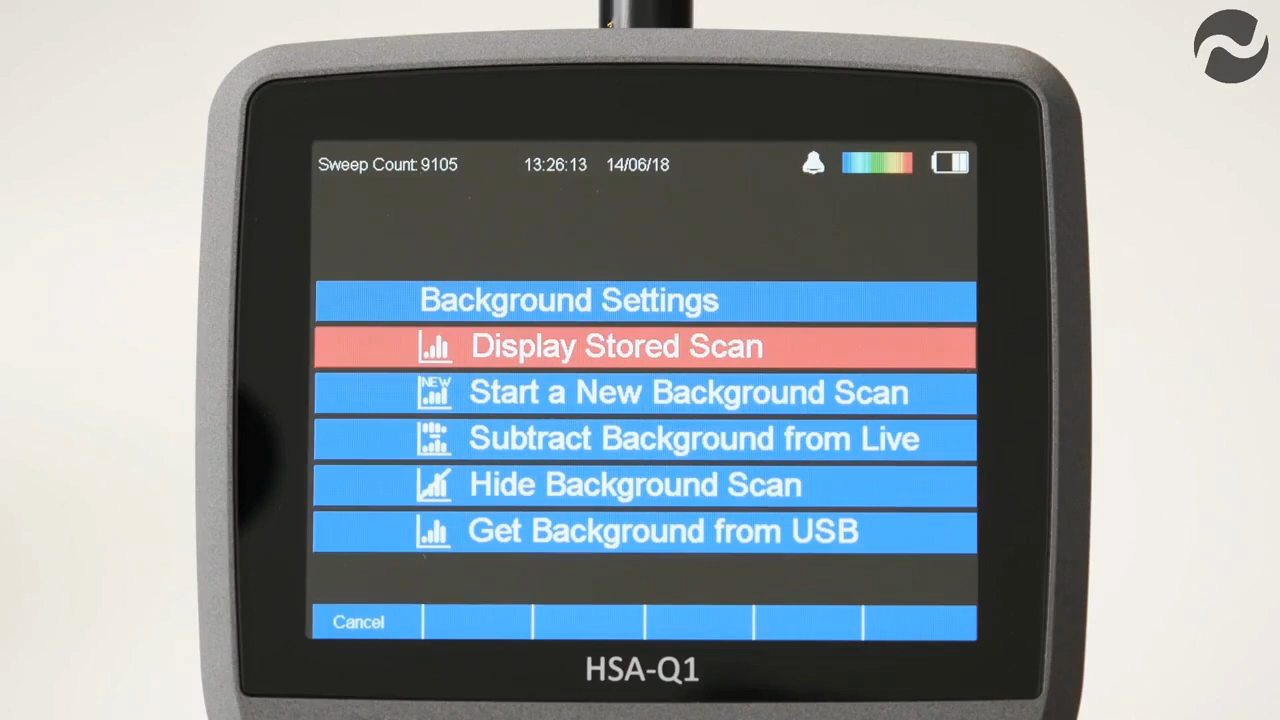 Sweep Count: 9105 13:26:13 14/06/18
Background Settings
Display Stored Scan
NEW
Start a New Background Scan
Subtract Background from Live
Hide Background Scan
Get Background from USB
Cancel
HSA-Q1